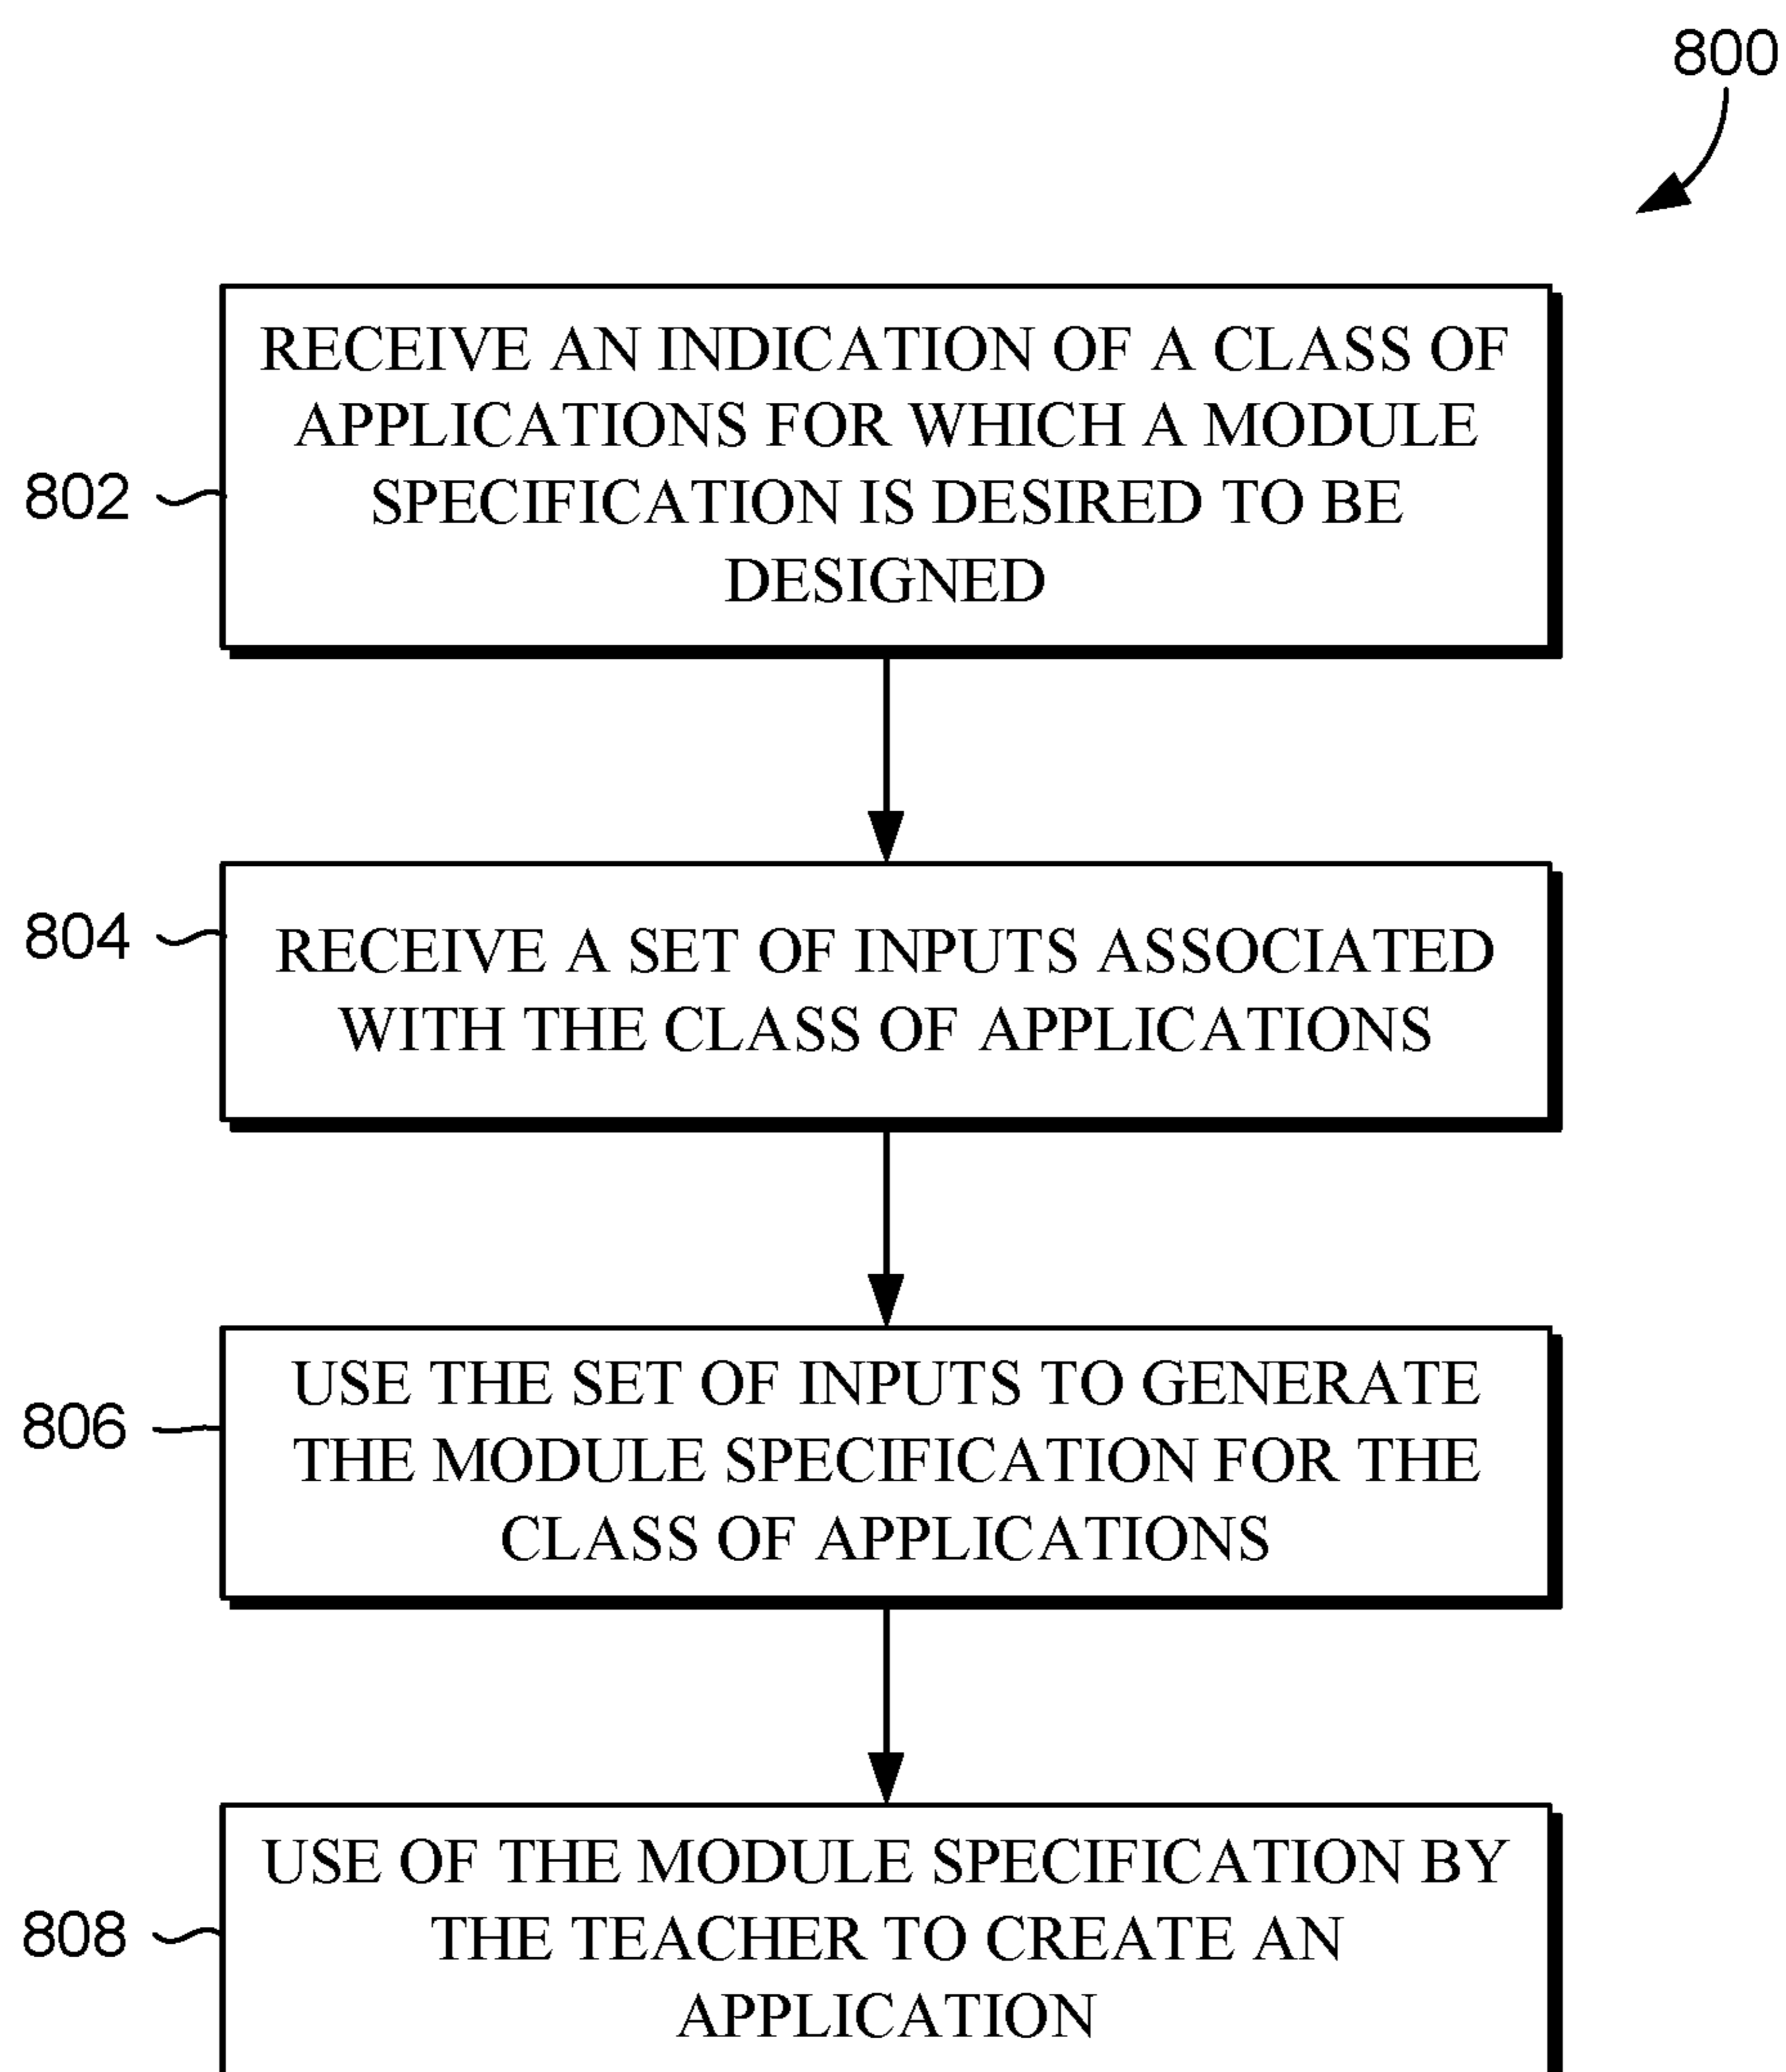 800
RECEIVE AN INDICATION OF A CLASS OF
APPLICATIONS FOR WHICH A MODULE
SPECIFICATION IS DESIRED TO BE
DESIGNED
802
804
RECEIVE A SET OF INPUTS ASSOCIATED
WITH THE CLASS OF APPLICATIONS
USE THE SET OF INPUTS TO GENERATE
THE MODULE SPECIFICATION FOR THE
CLASS OF APPLICATIONS
806
USE OF THE MODULE SPECIFICATION BY
THE TEACHER TO CREATE AN
APPLICATION
808